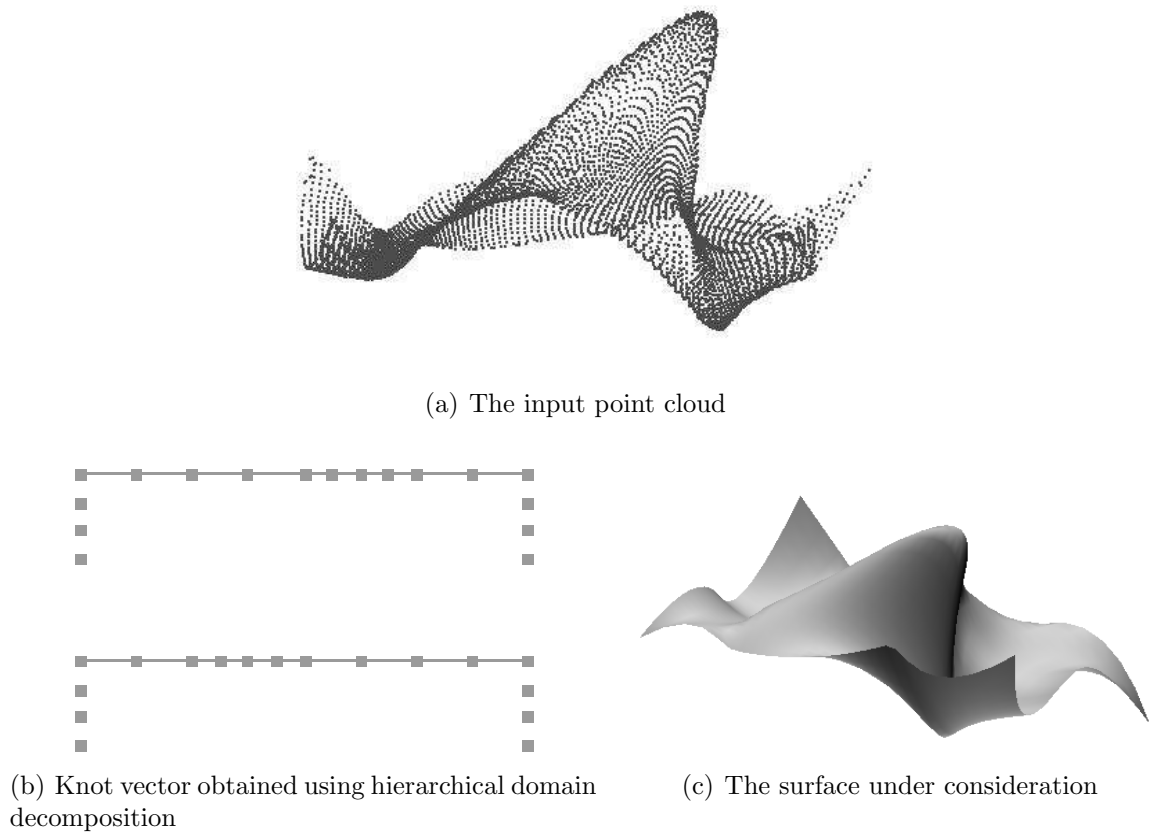 (a) The input point cloud
(b) Knot vector obtained using hierarchical domain
decomposition
(c) The surface under consideration